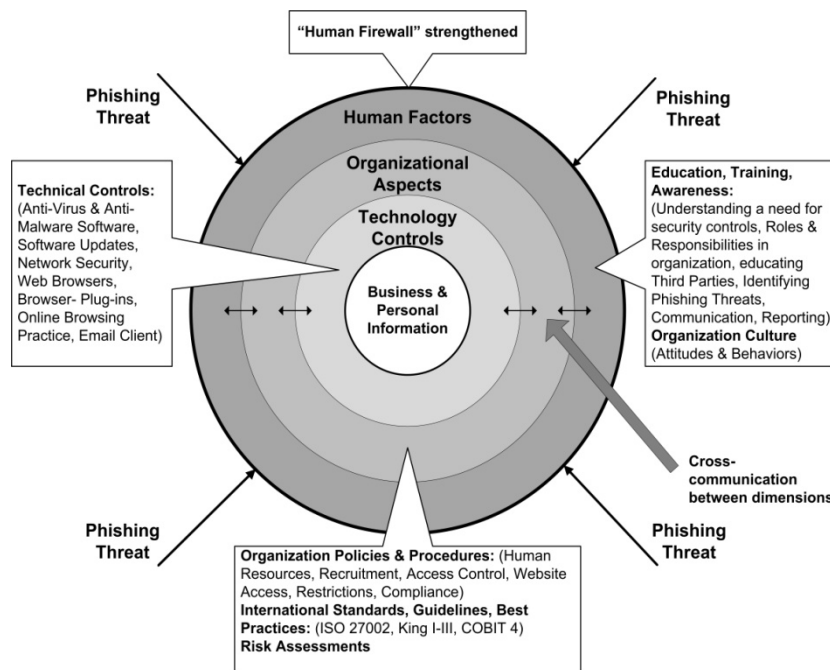 “Human Firewall” strengthened
Phishing
Threat
Phishing
Threat
Human Factors
Organizational
Aspects
Technology
Controls
Business &
Personal
Information
Technical Controls:
(Anti-Virus & Anti-
Malware Software,
Software Updates,
Network Security,
Web Browsers,
Browser- Plug-ins,
Online Browsing
Practice, Email Client)
Education, Training,
Awareness:
(Understanding a need for
security controls, Roles &
Responsibilities in
organization, educating
Third Parties, Identifying
Phishing Threats,
Communication, Reporting)
Organization Culture
(Attitudes & Behaviors)
Cross-
communication
between dimensions
Phishing
Threat
Phishing
Threat
Organization Policies & Procedures: (Human
Resources, Recruitment, Access Control, Website
Access, Restrictions, Compliance)
International Standards, Guidelines, Best
Practices: (ISO 27002, King I-III, COBIT 4)
Risk Assessments